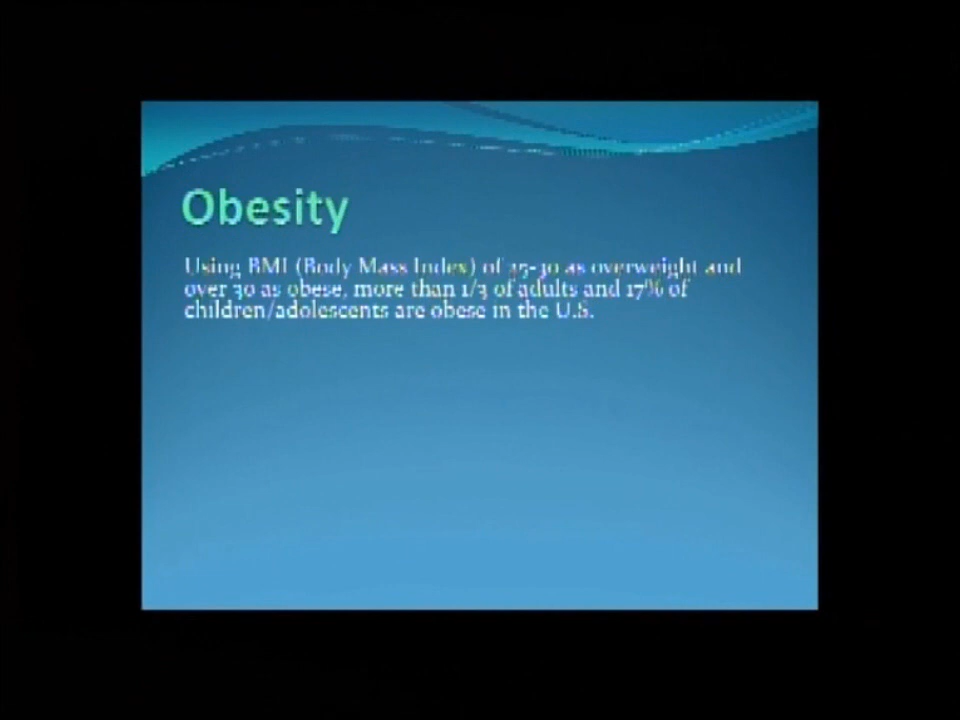 Obesity
Using BMI (Body Mass Index) of 25-30 as overweight and
over 30 as obese, more than 1/3 of adults and 17% of
children/adolescents are obese in the U.S.